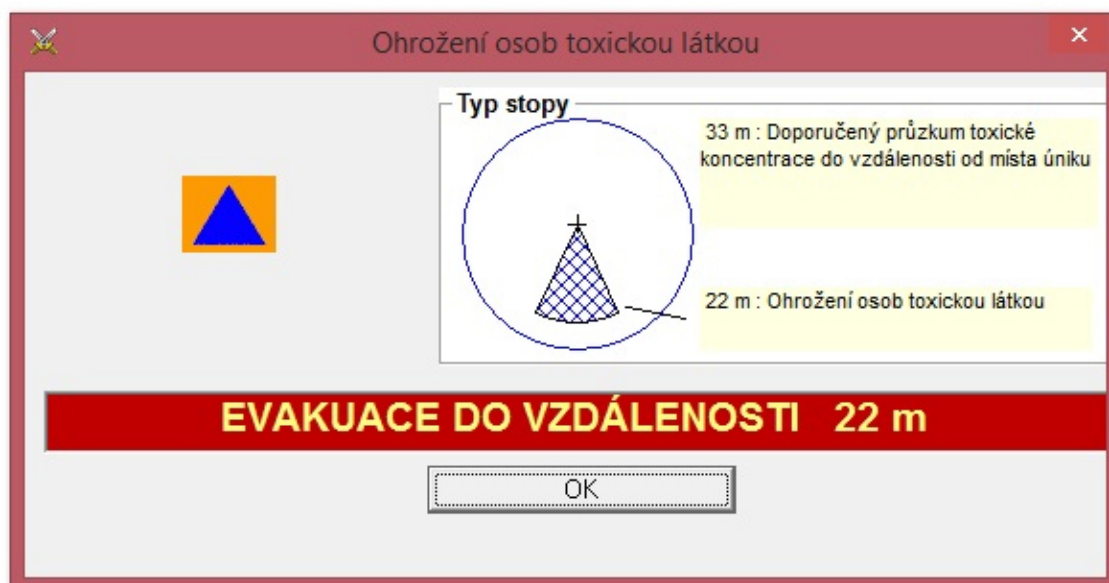 Ohrožení osob toxickou látkou
Typ stopy
33 m : Doporučený průzkum toxické
koncentrace do vzdálenosti od místa úniku
22 m : Ohrožení osob toxickou látkou
EVAKUACE DO VZDÁLENOSTI 22 m
OK